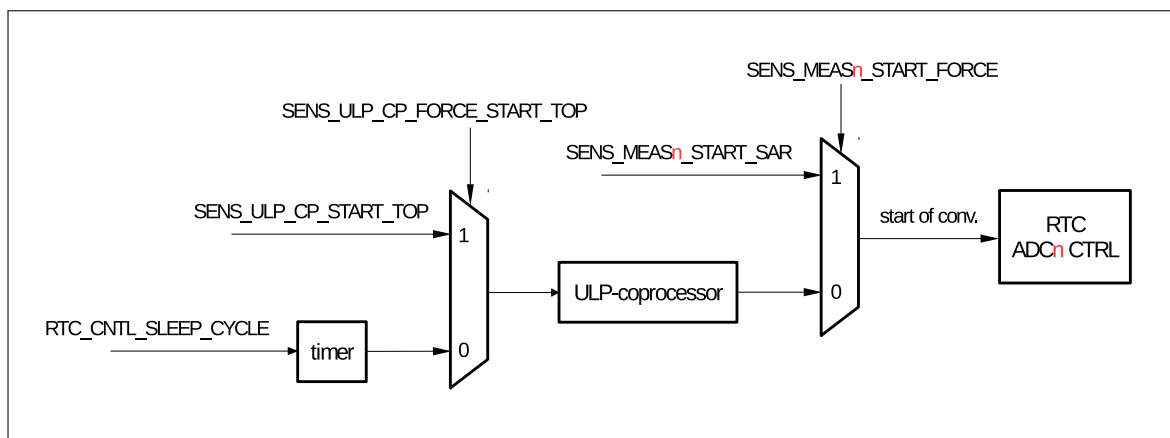 SENS_MEASn_START_FORCE
SENS_ULP_CP_FORCE_START_TOP
SENS_MEASn_START_SAR
1
SENS_ULP_CP_START_TOP
1
start of conv.
RTC
ADCn CTRL
ULP-coprocessor
0
RTC_CNTL_SLEEP_CYCLE
timer
0